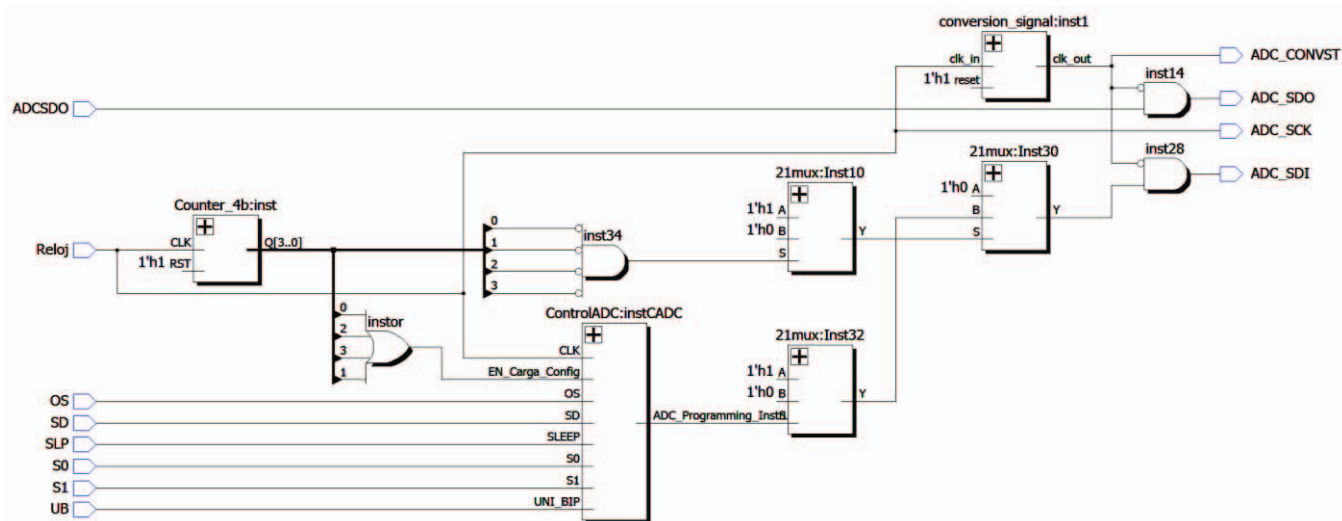 conversion_signal:inst1
clk_in
clk_out
1'h1 reset
ADC_CONVST
inst14
ADCSDO
ADC_SDO
ADC_SCK
inst28
21mux:Inst30
1'h0 A
B
S
Y
ADC_SDI
21mux:Inst10
1'h1 A
1'h0 B
S
Y
Counter_4b:inst
CLK
Q[3..0]
1'h1 RST
Reloj
0
1
2
3
inst34
0
2
3
1
instor
ControlADC:instCADC
CLK
EN_Carga_Config
OS
SD
SLEEP
S0
S1
UNI_BIP
21mux:Inst32
1'h1 A
1'h0 B
Y
OS
SD
SLP
S0
S1
UB